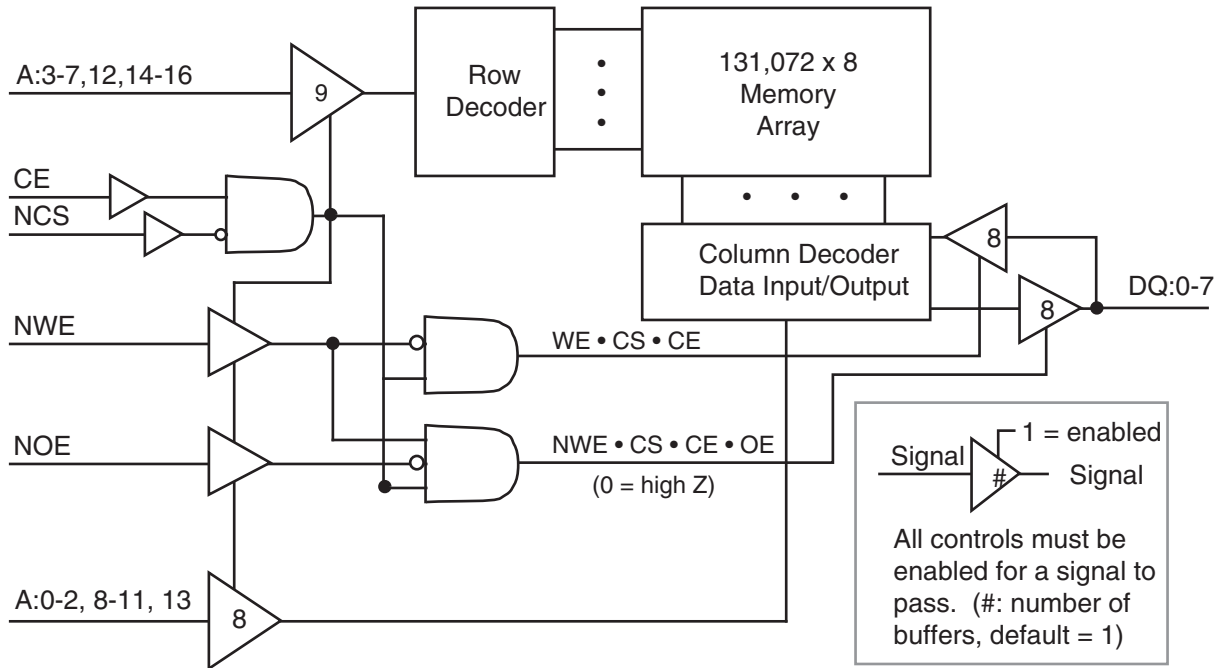 A:3-7,12,14-16
9
Row
Decoder
131,072 x 8
Memory
Array
CE
NCS
Column Decoder
Data Input/Output
8
8
DQ:0-7
NWE
WE • CS • CE
NOE
NWE • CS • CE • OE
(0 = high Z)
A:0-2, 8-11, 13
8
1 = enabled
Signal
#
Signal
All controls must be
enabled for a signal to
pass. (#: number of
buffers, default = 1)